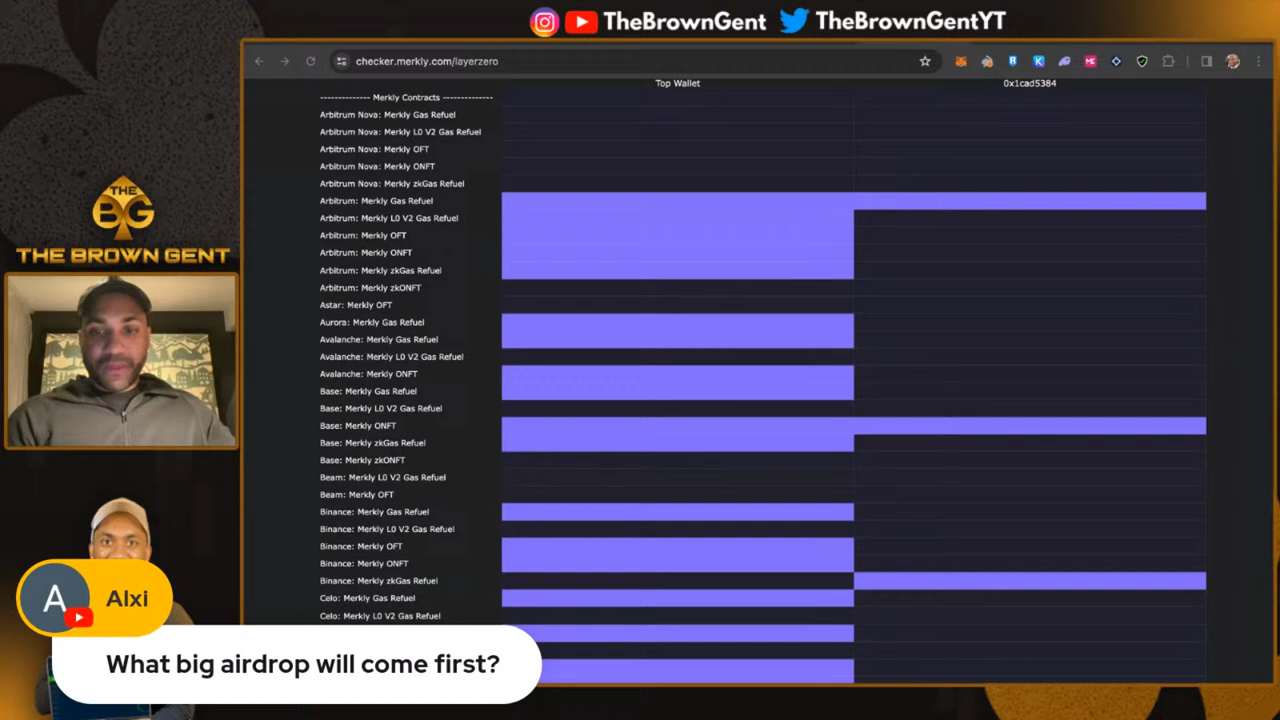 TheBrownGent TheBrownGentYT
checker.merkly.com/layerzero
Top Wallet 0x1cad5384
-------------- Merkly Contracts --------------
Arbitrum Nova: Merkly Gas Refuel
Arbitrum Nova: Merkly L0 V2 Gas Refuel
Arbitrum Nova: Merkly OFT
Arbitrum Nova: Merkly ONFT
Arbitrum Nova: Merkly zkGas Refuel
Arbitrum: Merkly Gas Refuel
Arbitrum: Merkly L0 V2 Gas Refuel
Arbitrum: Merkly OFT
Arbitrum: Merkly ONFT
Arbitrum: Merkly zkGas Refuel
Arbitrum: Merkly zkONFT
Astar: Merkly OFT
Aurora: Merkly Gas Refuel
Avalanche: Merkly Gas Refuel
Avalanche: Merkly L0 V2 Gas Refuel
Avalanche: Merkly ONFT
Base: Merkly Gas Refuel
Base: Merkly L0 V2 Gas Refuel
Base: Merkly ONFT
Base: Merkly zkGas Refuel
Base: Merkly zkONFT
Beam: Merkly L0 V2 Gas Refuel
Beam: Merkly OFT
Binance: Merkly Gas Refuel
Binance: Merkly L0 V2 Gas Refuel
Binance: Merkly OFT
Binance: Merkly ONFT
Binance: Merkly zkGas Refuel
Celo: Merkly Gas Refuel
Celo: Merkly L0 V2 Gas Refuel
THE
BG
THE BROWN GENT
A Alxi
What big airdrop will come first?